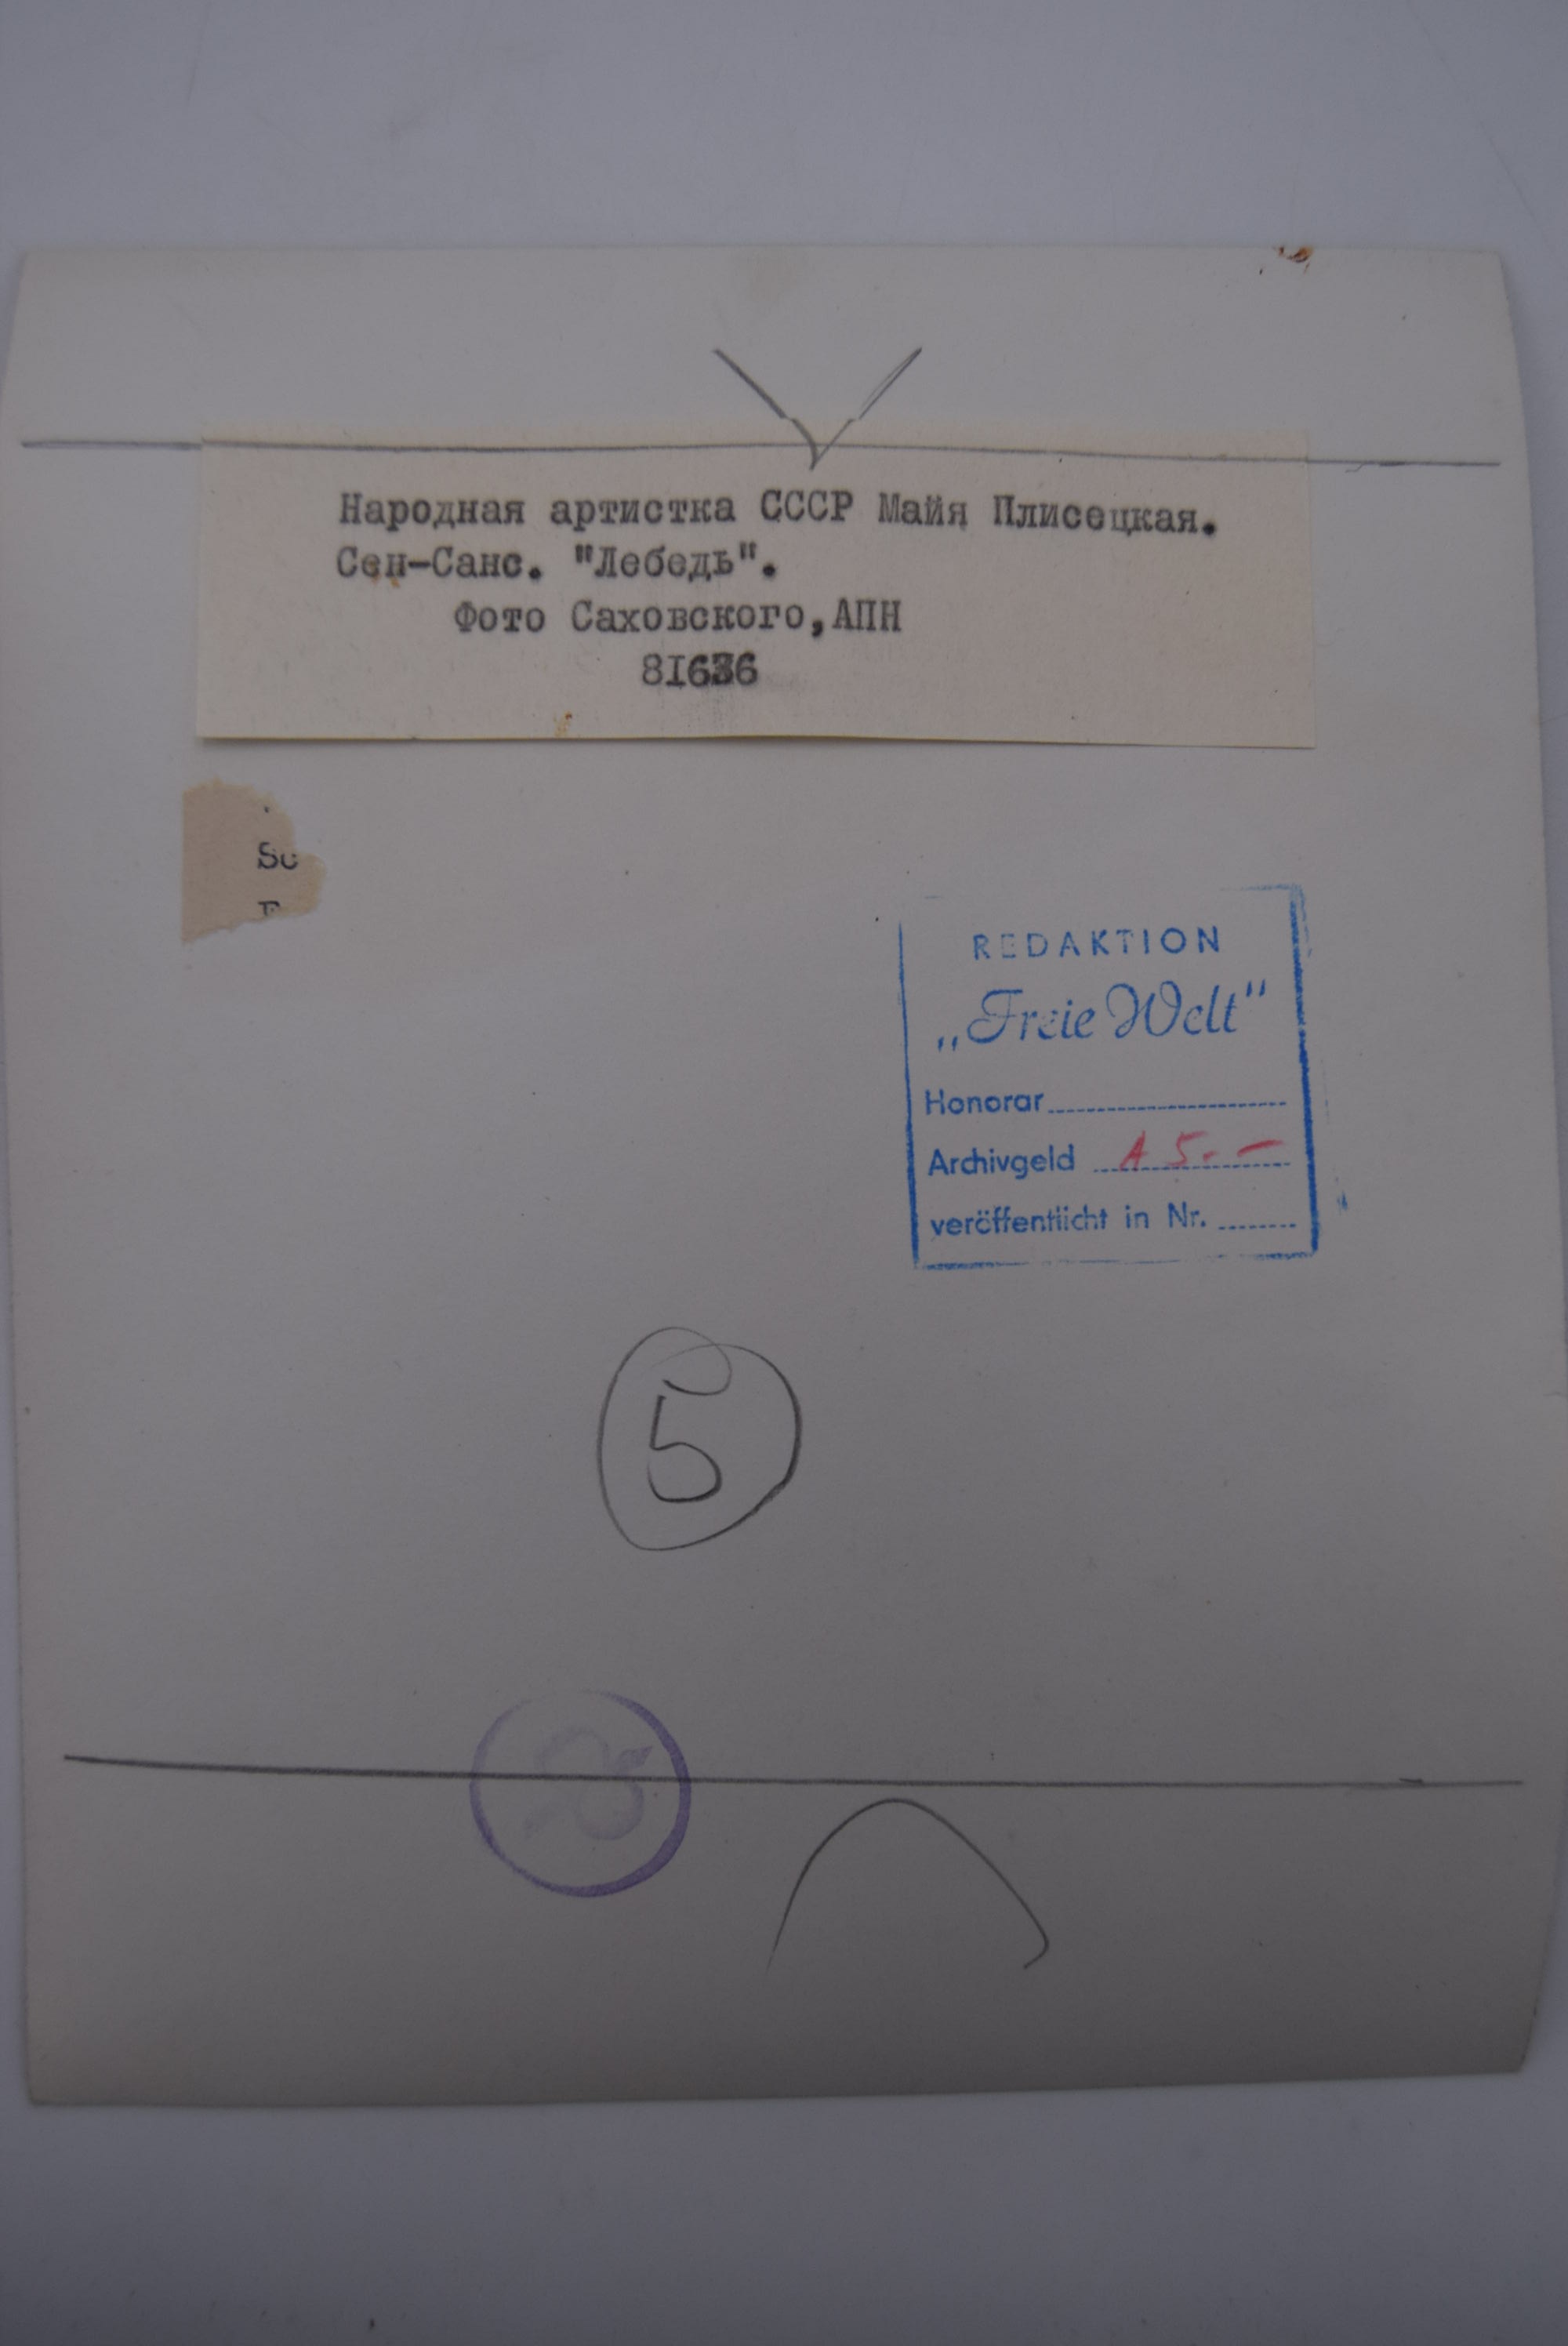 Народная артистка СССР Майя Плисецкая.
Сен-Санс. "Лебедь".
Фото Саховского, АПН
Sc
REDAKTION
„Freie Welt"
Honorar
Archivgeld A 5.-
veröffentlicht in Nr.
5